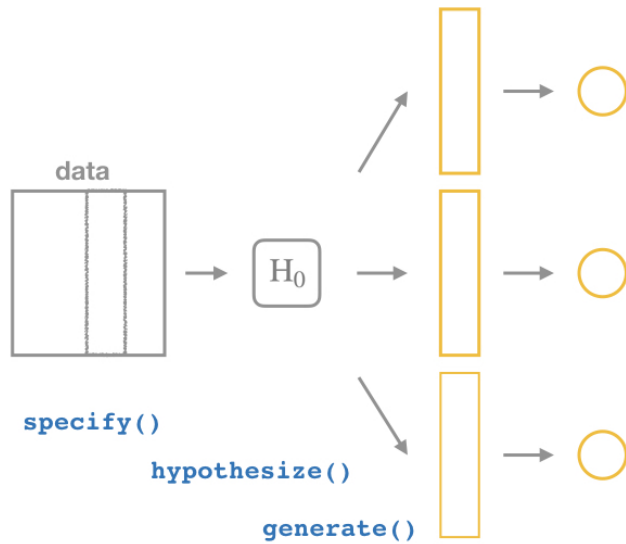 data
H₀
specify()
hypothesize()
generate()